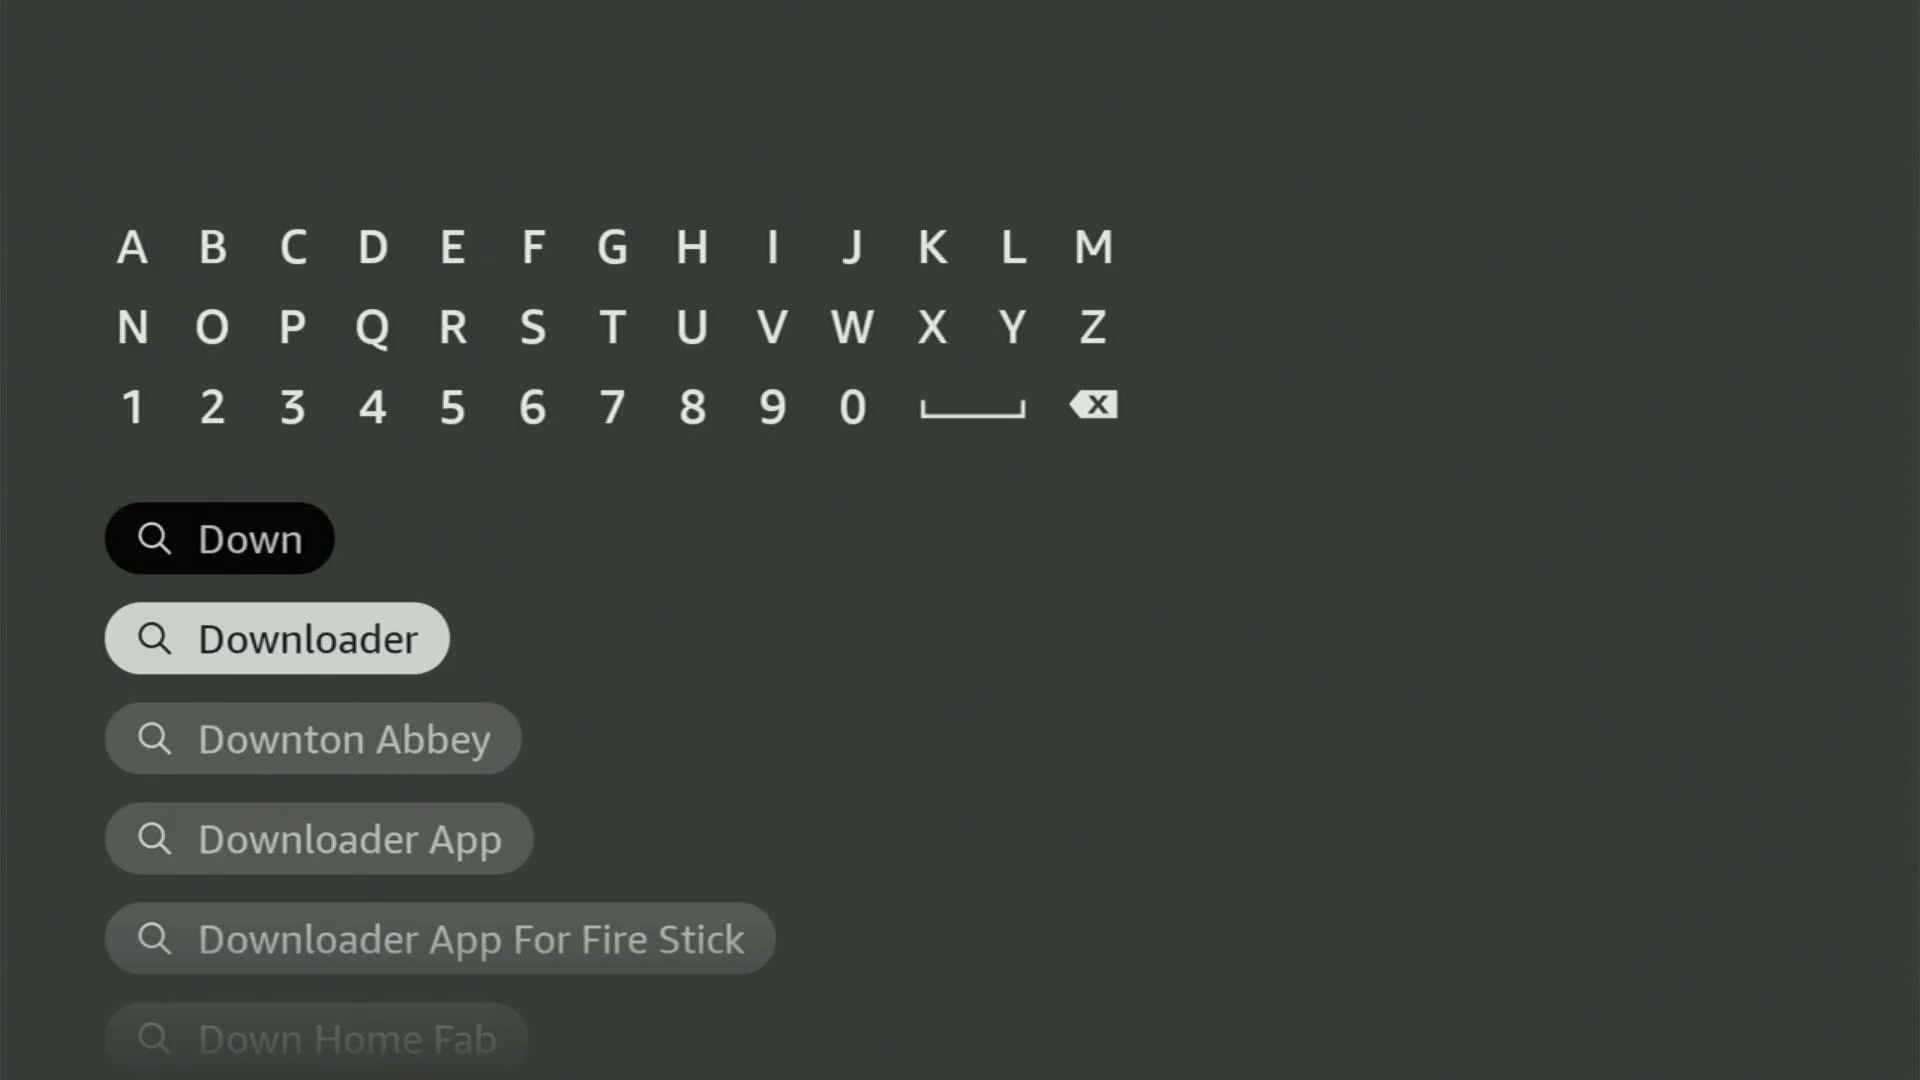 A B C D E F G H I J K L M
N O P Q R S T U V W X Y Z
1 2 3 4 5 6 7 8 9 0
Down
Downloader
Downton Abbey
Downloader App
Downloader App For Fire Stick
Down Home Fab